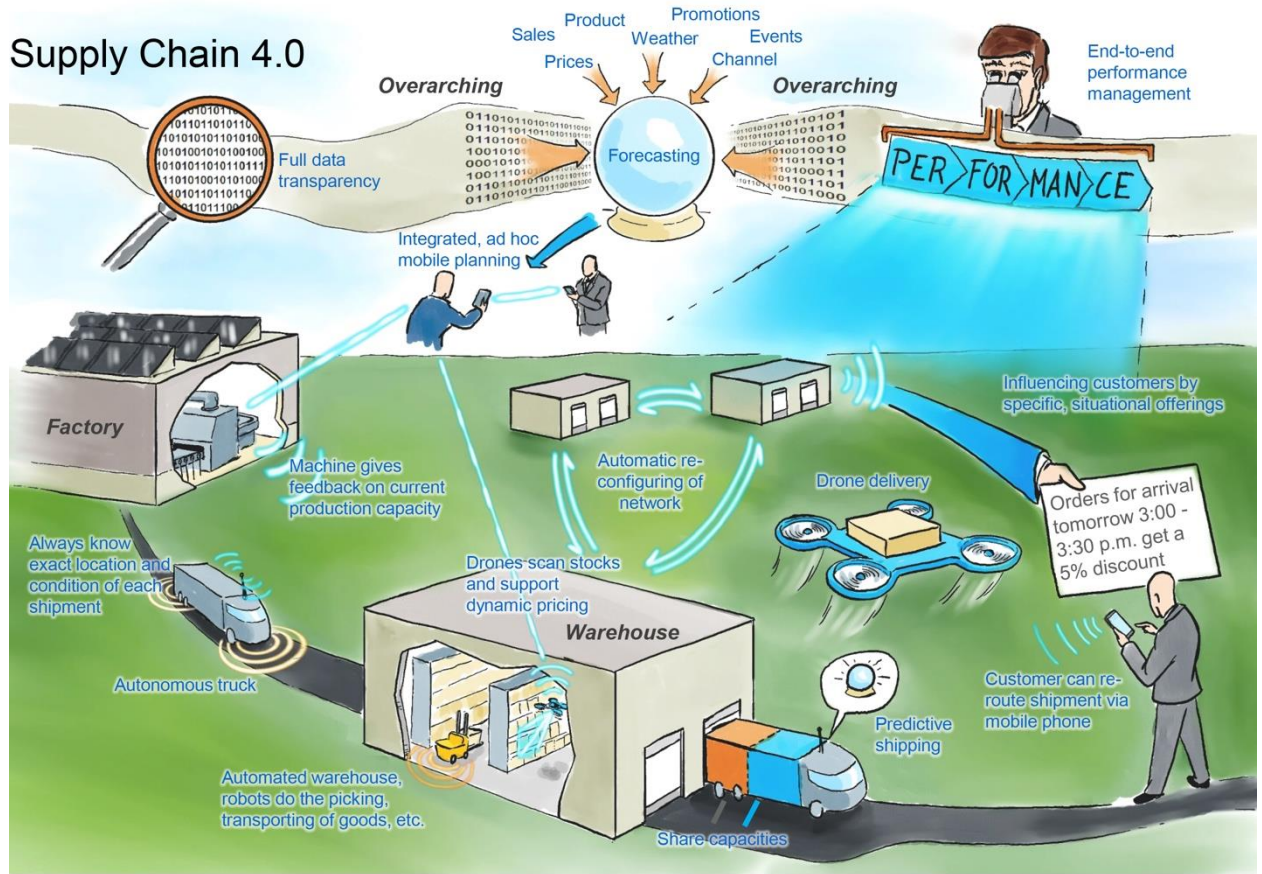 Supply Chain 4.0
Sales
Product
Promotions
Prices
Weather
Events
Channel
Overarching
Overarching
End-to-end
performance
management
Full data
transparency
Forecasting
PER FOR MAN CE
Integrated, ad hoc
mobile planning
Factory
Machine gives
feedback on current
production capacity
Automatic re-
configuring of
network
Influencing customers by
specific, situational offerings
Drone delivery
Orders for arrival
tomorrow 3:00 -
3:30 p.m. get a
5% discount
Always know
exact location and
condition of each
shipment
Autonomous truck
Drones scan stocks
and support
dynamic pricing
Warehouse
Customer can re-
route shipment via
mobile phone
Predictive
shipping
Automated warehouse,
robots do the picking,
transporting of goods, etc.
Share capacities